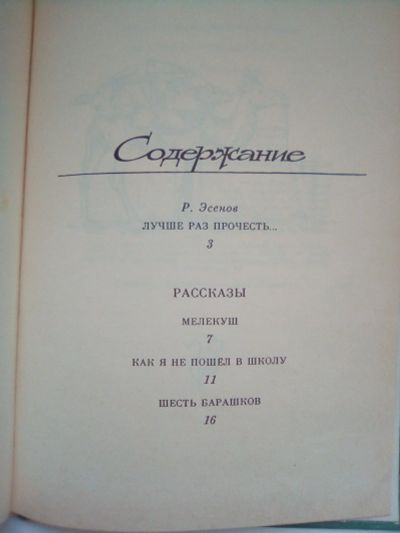 Содержание
Р. Эсенов
ЛУЧШЕ РАЗ ПРОЧЕСТЬ...
3
РАССКАЗЫ
МЕЛЕКУШ
7
КАК Я НЕ ПОШЕЛ В ШКОЛУ
11
ШЕСТЬ БАРАШКОВ
16